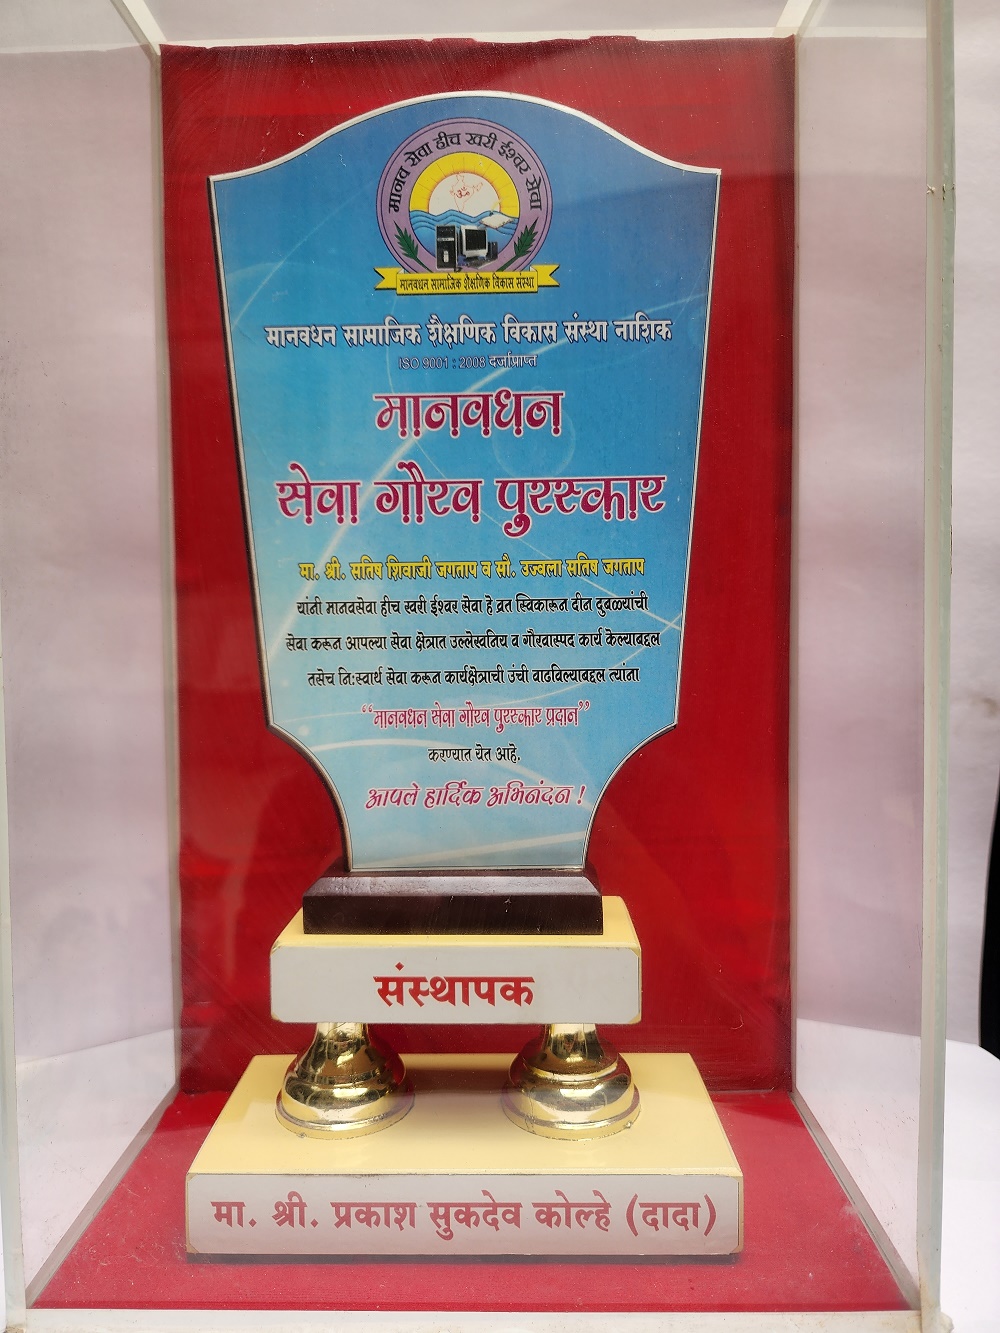 मानव सेवा हीच खरी ईश्वर सेवा
मानवधन सामाजिक शैक्षणिक विकास संस्था
मानवधन सामाजिक शैक्षणिक विकास संस्था नाशिक
ISO 9001 : 2008 दर्जाप्राप्त
मानवधन
सेवा गौरव पुरस्कार
मा. श्री. सतिष शिवाजी जगताप व सौ. उज्वला सतिष जगताप
यांनी मानवसेवा हीच खरी ईश्वर सेवा हे व्रत स्विकारून दीन दुबळ्यांची
सेवा करून आपल्या सेवा क्षेत्रात उल्लेखनिय व गौरवास्पद कार्य केल्याबद्दल
तसेच नि:स्वार्थ सेवा करून कार्यक्षेत्राची उंची वाढविल्याबद्दल त्यांना
“मानवधन सेवा गौरव पुरस्कार प्रदान”
करण्यात येत आहे.
आपले हार्दिक अभिनंदन !
संस्थापक
मा. श्री. प्रकाश सुकदेव कोल्हे (दादा)